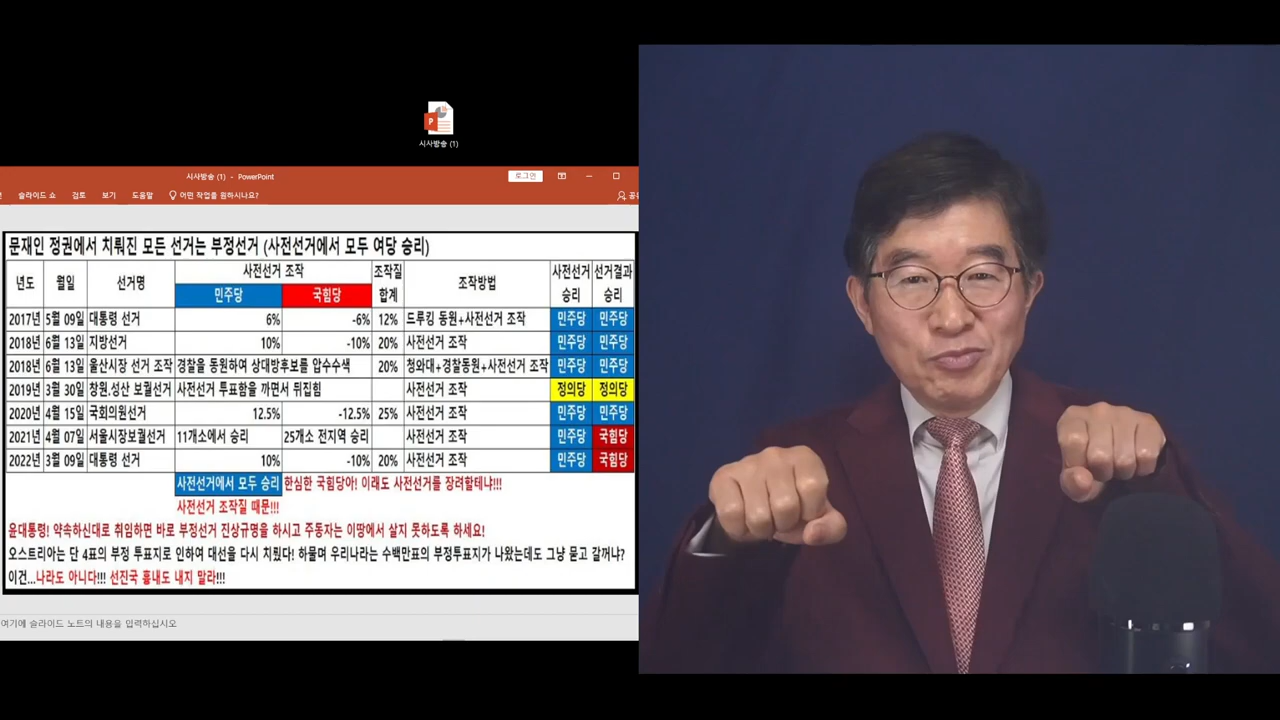 시사방송 (1)
시사방송 (1) - PowerPoint
로그인
슬라이드 쇼 검토 보기 도움말 어떤 작업을 원하시나요?
문재인 정권에서 치뤄진 모든 선거는 부정선거 (사전선거에서 모두 여당 승리)
년도 월일 선거명 사전선거 조작 조작질 합계 조작방법 사전선거 승리 선거결과 승리
민주당 국힘당
2017년 5월 09일 대통령 선거 6% -6% 12% 드루킹 동원+사전선거 조작 민주당 민주당
2018년 6월 13일 지방선거 10% -10% 20% 사전선거 조작 민주당 민주당
2018년 6월 13일 울산시장 선거 조작 경찰을 동원하여 상대방후보를 압수수색 20% 청와대+경찰동원+사전선거 조작 민주당 민주당
2019년 3월 30일 창원.성산 보궐선거 사전선거 투표함을 까면서 뒤집힘 사전선거 조작 정의당 정의당
2020년 4월 15일 국회의원선거 12.5% -12.5% 25% 사전선거 조작 민주당 민주당
2021년 4월 07일 서울시장보궐선거 11개소에서 승리 25개소 전지역 승리 사전선거 조작 민주당 국힘당
2022년 3월 09일 대통령 선거 10% -10% 20% 사전선거 조작 민주당 국힘당
사전선거에서 모두 승리 한심한 국힘당아! 이래도 사전선거를 장려할테냐!!!
사전선거 조작질 때문!!!
윤대통령! 약속하신대로 취임하면 바로 부정선거 진상규명을 하시고 주동자는 이땅에서 살지 못하도록 하세요!
오스트리아는 단 4표의 부정 투표지로 인하여 대선을 다시 치뤘다! 하물며 우리나라는 수백만표의 부정투표지가 나왔는데도 그냥 묻고 갈꺼냐?
이건...나라도 아니다!!! 선진국 흉내도 내지 말라!!!
여기에 슬라이드 노트의 내용을 입력하십시오